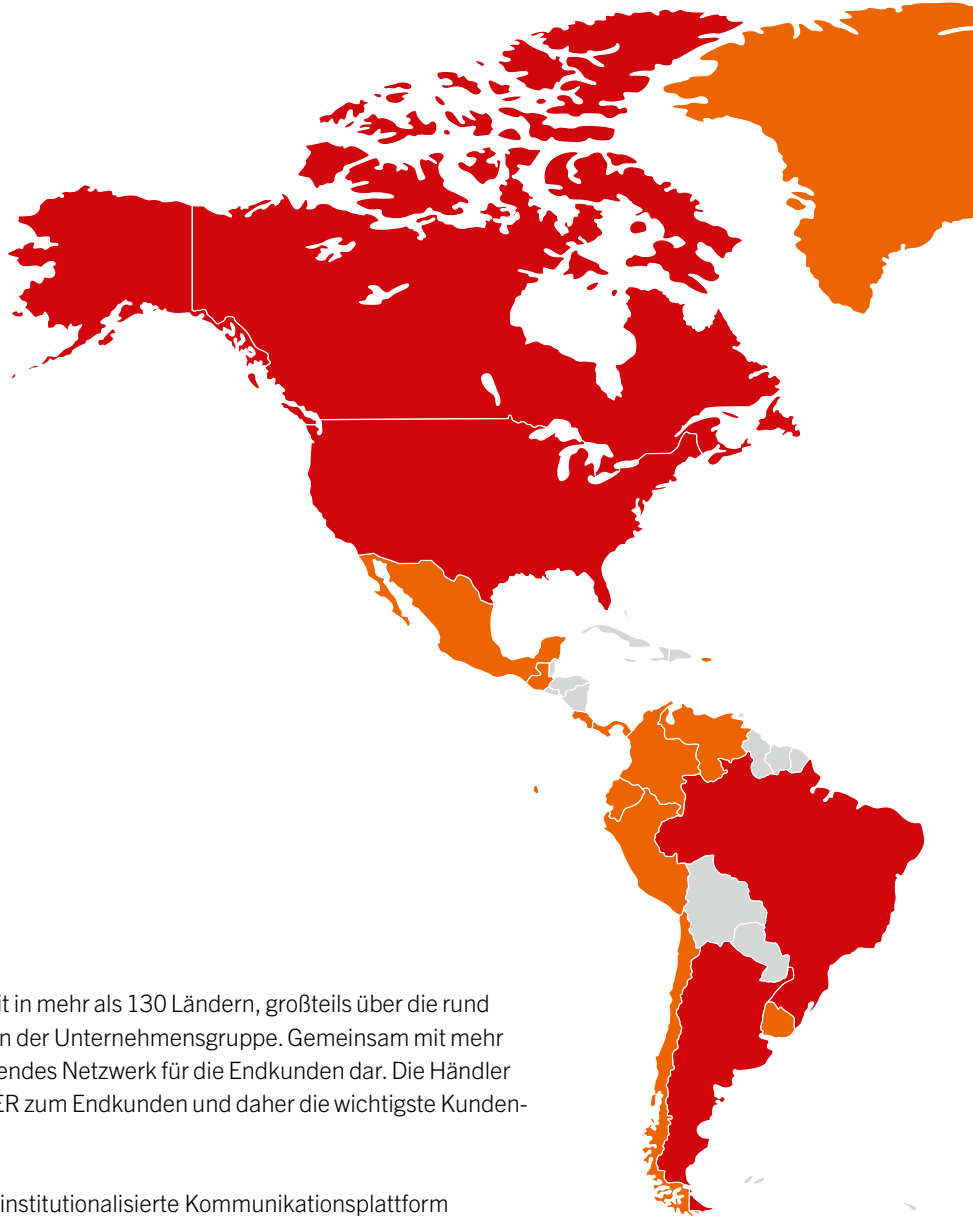 it in mehr als 130 Ländern, großteils über die rund
n der Unternehmensgruppe. Gemeinsam mit mehr
endes Netzwerk für die Endkunden dar. Die Händler
ER zum Endkunden und daher die wichtigste Kunden-
institutionalisierte Kommunikationsplattform